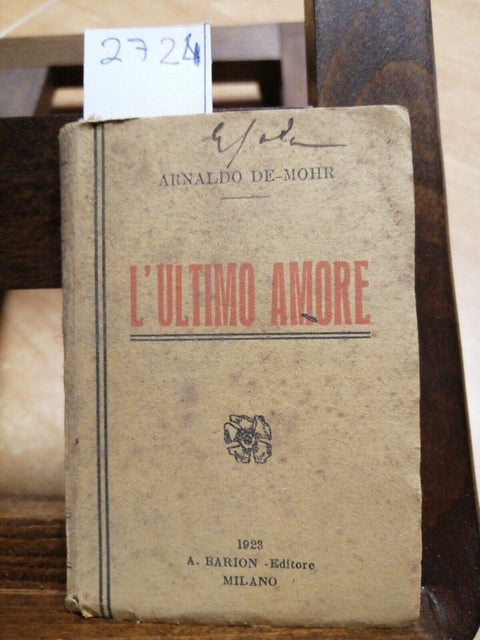 2724
ARNALDO DE-MOHR
L'ULTIMO AMORE
1923
A. BARION - Editore
MILANO